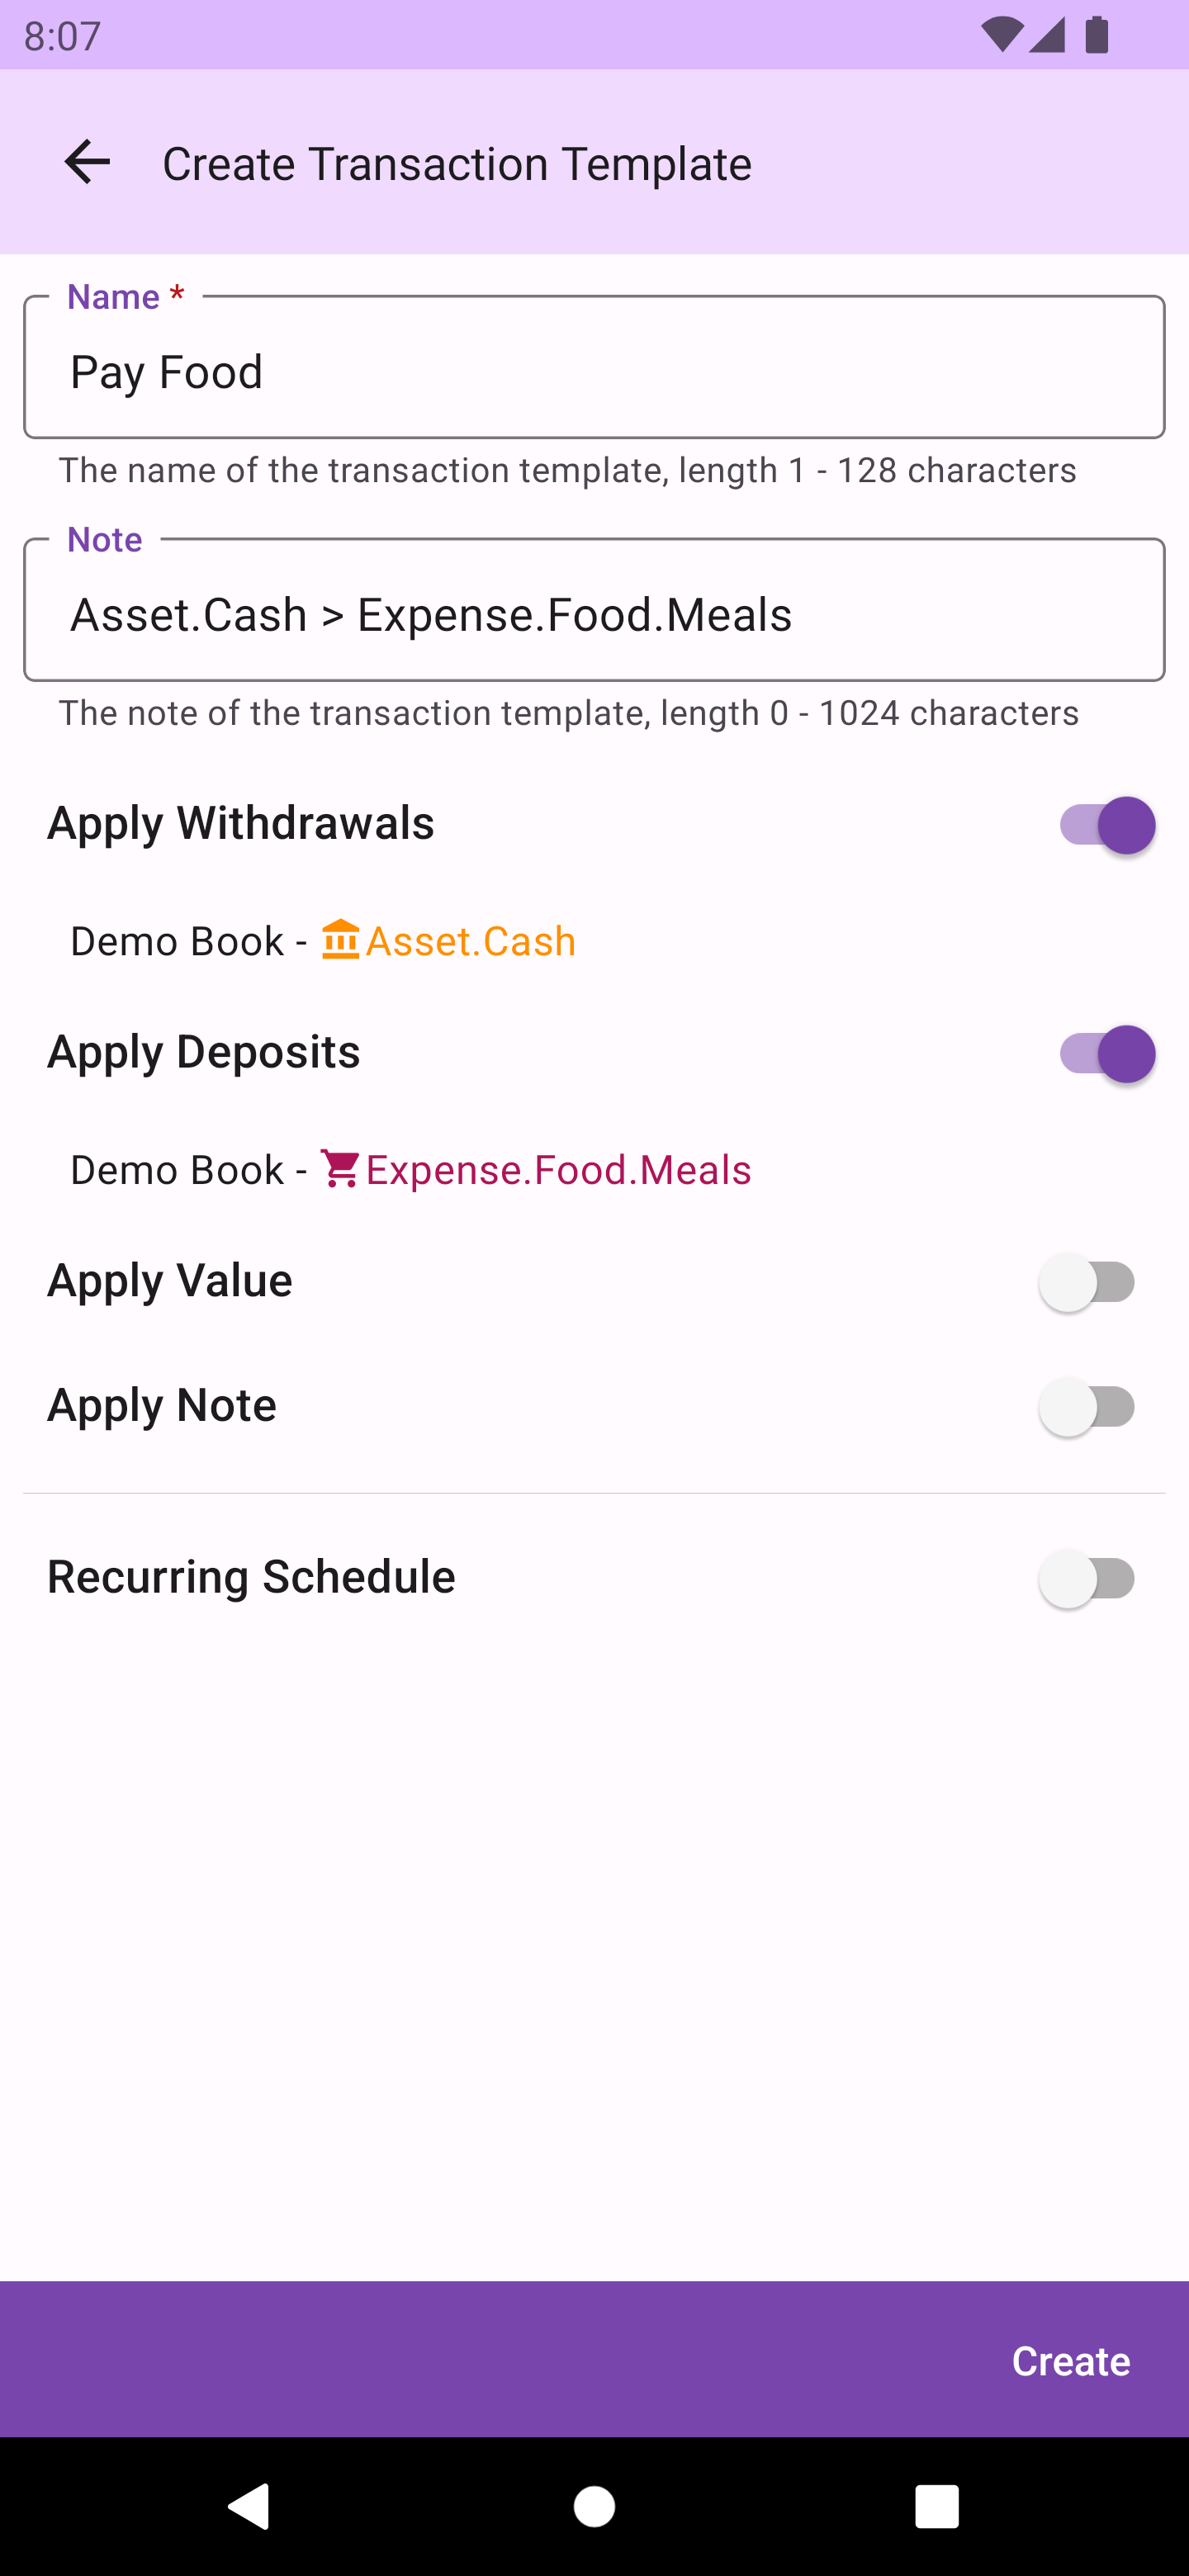 8:07
Create Transaction Template
Name *
Pay Food
The name of the transaction template, length 1 - 128 characters
Note
Asset.Cash > Expense.Food.Meals
The note of the transaction template, length 0 - 1024 characters
Apply Withdrawals
Demo Book - Asset.Cash
Apply Deposits
Demo Book - Expense.Food.Meals
Apply Value
Apply Note
Recurring Schedule
Create